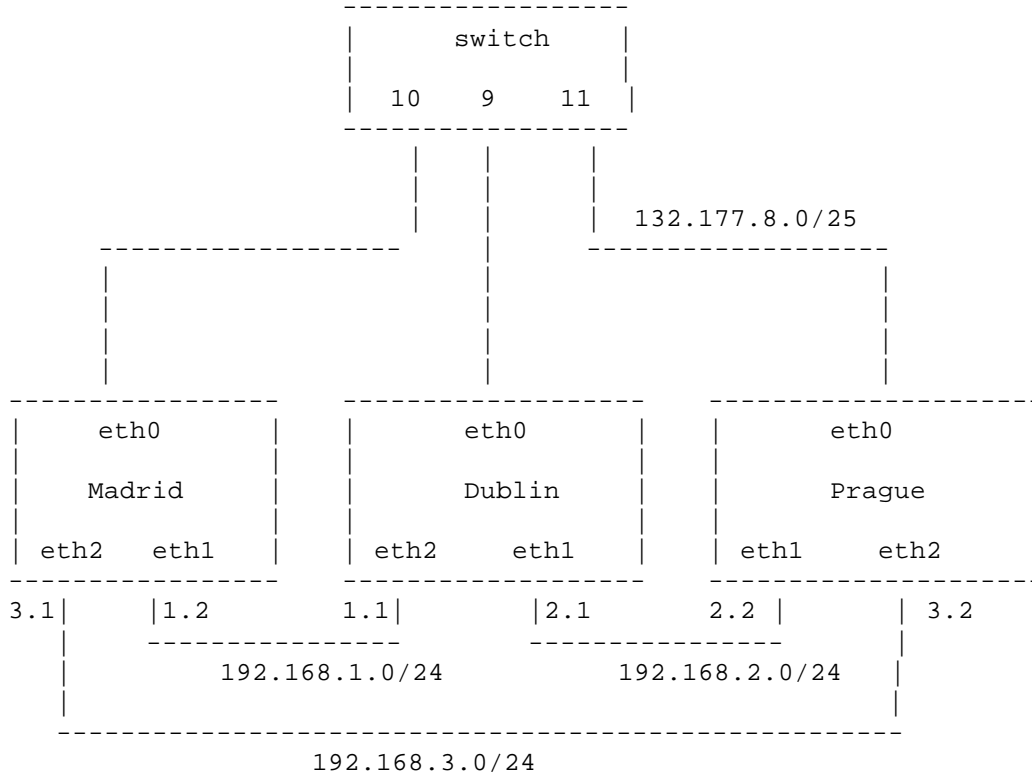 switch
10 9 11
132.177.8.0/25
eth0 eth0 eth0
Madrid Dublin Prague
eth2 eth1 eth2 eth1 eth1 eth2
3.1 1.2 1.1 2.1 2.2 3.2
192.168.1.0/24 192.168.2.0/24
192.168.3.0/24